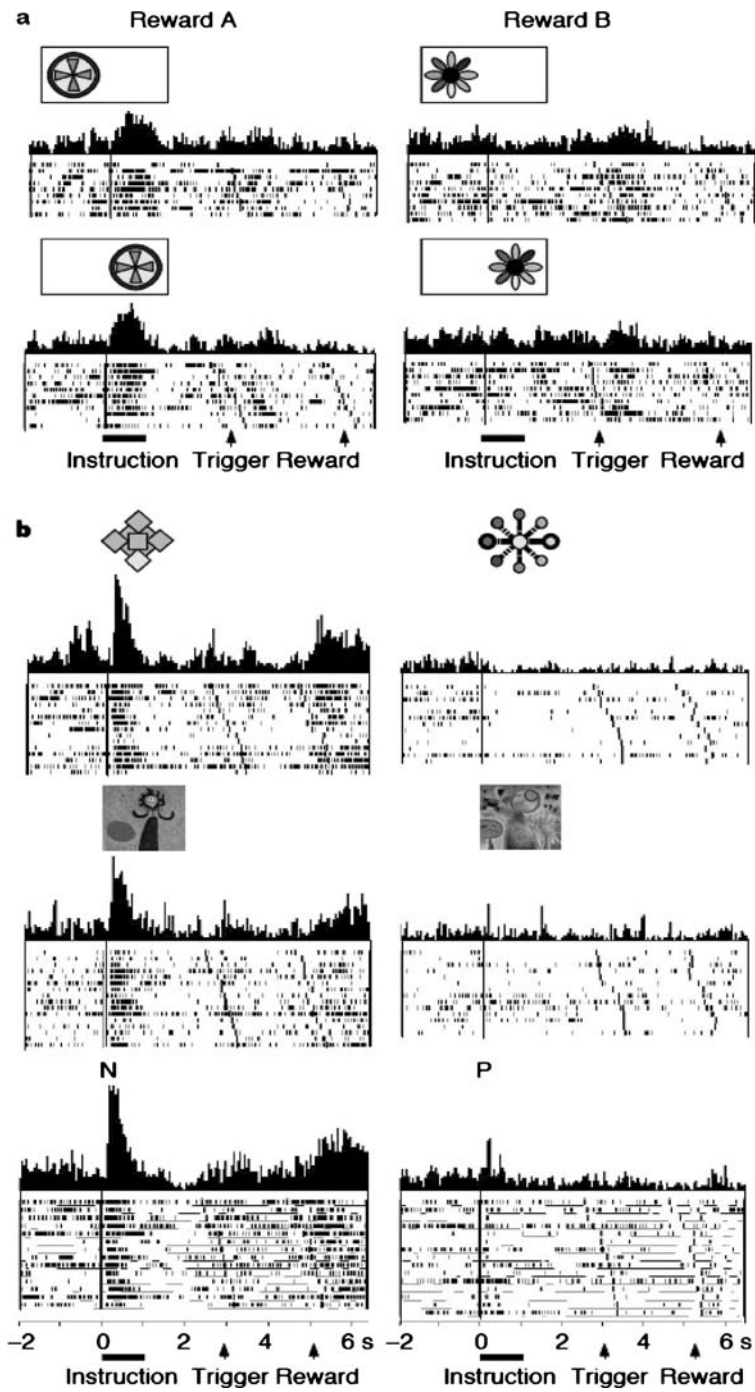 a
Reward A
Reward B
Instruction Trigger Reward
Instruction Trigger Reward
b
N
P
−2 0 2 4 6 s
−2 0 2 4 6 s
Instruction Trigger Reward
Instruction Trigger Reward